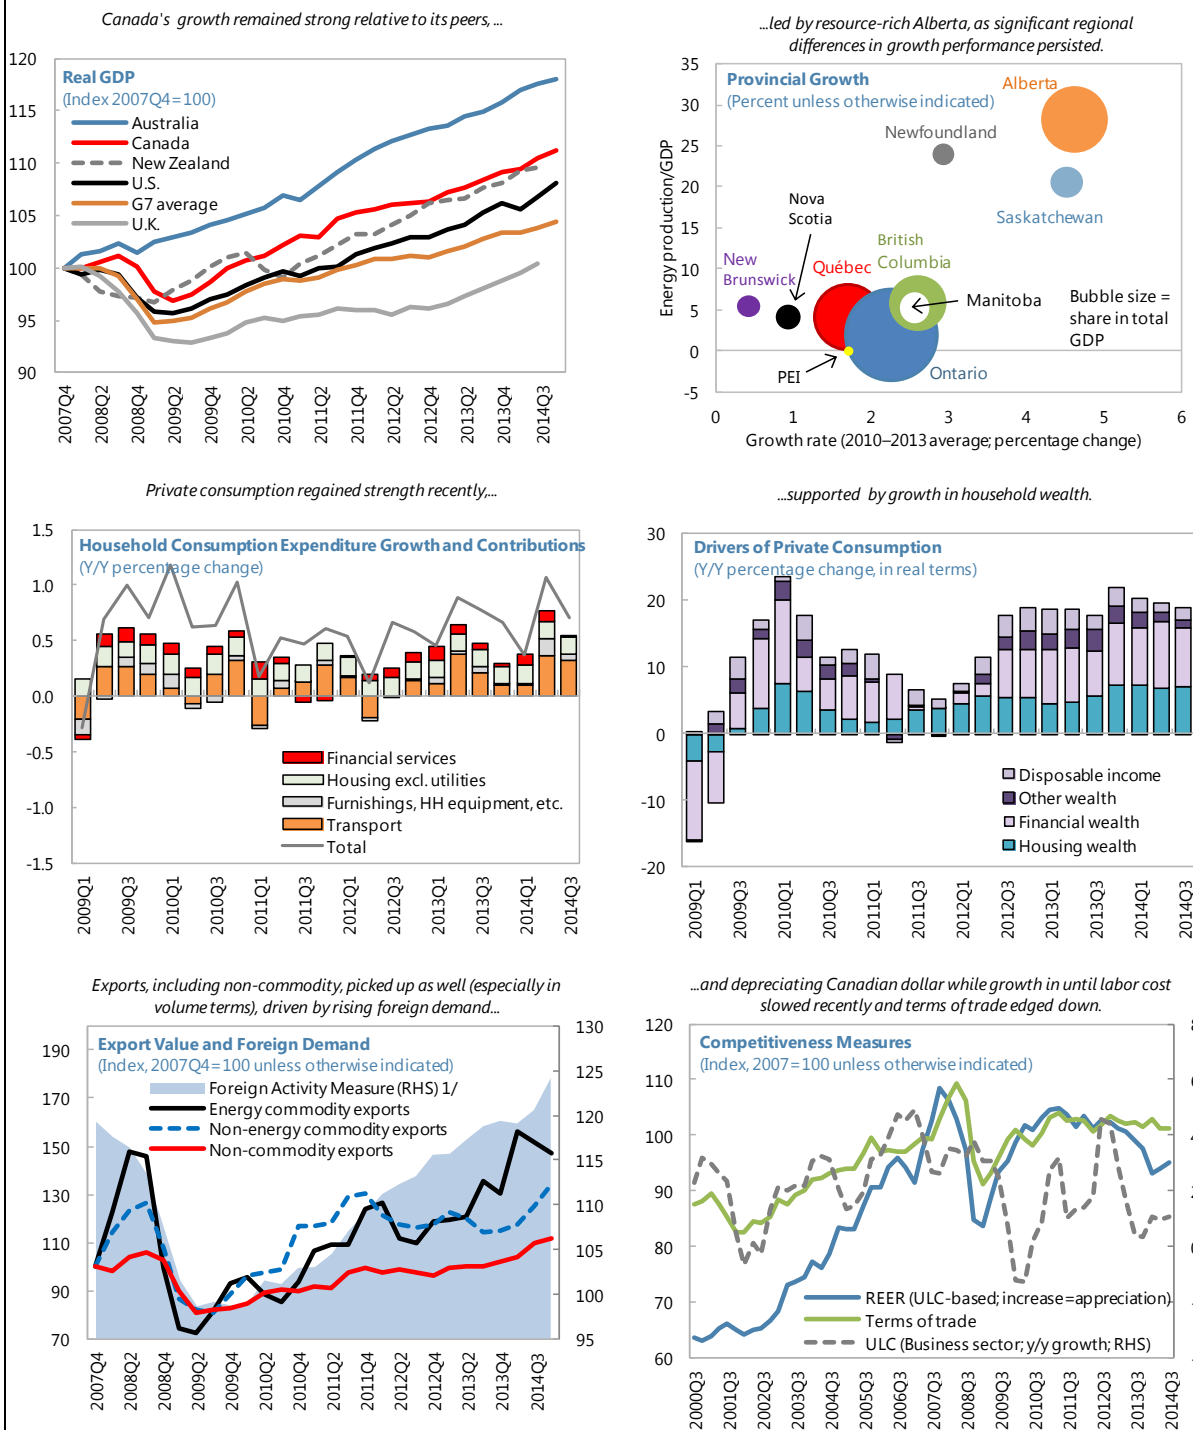 Canada's growth remained strong relative to its peers, ...
120
115
110
105
100
95
90
Real GDP
(Index 2007Q4=100)
Australia
Canada
New Zealand
U.S.
G7 average
U.K.
2007Q4
2008Q2
2008Q4
2009Q2
2009Q4
2010Q2
2010Q4
2011Q2
2011Q4
2012Q2
2012Q4
2013Q2
2013Q4
2014Q3
...led by resource-rich Alberta, as significant regional
differences in growth performance persisted.
Energy production/GDP
35
30
25
20
15
10
5
0
-5
Provincial Growth
(Percent unless otherwise indicated)
Alberta
Newfoundland
Saskatchewan
Nova
Scotia
British
Columbia
New
Brunswick
Québec
Manitoba
Bubble size =
share in total
GDP
PEI
Ontario
0
1
2
3
4
5
6
Growth rate (2010–2013 average; percentage change)
Private consumption regained strength recently,...
1.5
1.0
0.5
0.0
-0.5
-1.0
-1.5
Household Consumption Expenditure Growth and Contributions
(Y/Y percentage change)
Financial services
Housing excl. utilities
Furnishings, HH equipment, etc.
Transport
Total
2009Q1
2009Q3
2010Q1
2010Q3
2011Q1
2011Q3
2012Q1
2012Q3
2013Q1
2013Q3
2014Q1
2014Q3
...supported by growth in household wealth.
30
20
10
0
-10
-20
Drivers of Private Consumption
(Y/Y percentage change, in real terms)
Disposable income
Other wealth
Financial wealth
Housing wealth
2009Q1
2009Q3
2010Q1
2010Q3
2011Q1
2011Q3
2012Q1
2012Q3
2013Q1
2013Q3
2014Q1
2014Q3
Exports, including non-commodity, picked up as well (especially in
volume terms), driven by rising foreign demand...
190
170
150
130
110
90
70
Export Value and Foreign Demand
(Index, 2007Q4=100 unless otherwise indicated)
Foreign Activity Measure (RHS) 1/
Energy commodity exports
Non-energy commodity exports
Non-commodity exports
130
125
120
115
110
105
100
95
2007Q4
2008Q2
2008Q4
2009Q2
2009Q4
2010Q2
2010Q4
2011Q2
2011Q4
2012Q2
2012Q4
2013Q2
2013Q4
2014Q3
...and depreciating Canadian dollar while growth in until labor cost
slowed recently and terms of trade edged down.
120
110
100
90
80
70
60
Competitiveness Measures
(Index, 2007=100 unless otherwise indicated)
REER (ULC-based; increase=appreciation)
Terms of trade
ULC (Business sector; y/y growth; RHS)
2000Q3
2001Q3
2002Q3
2003Q3
2004Q3
2005Q3
2006Q3
2007Q3
2008Q3
2009Q3
2010Q3
2011Q3
2012Q3
2013Q3
2014Q3